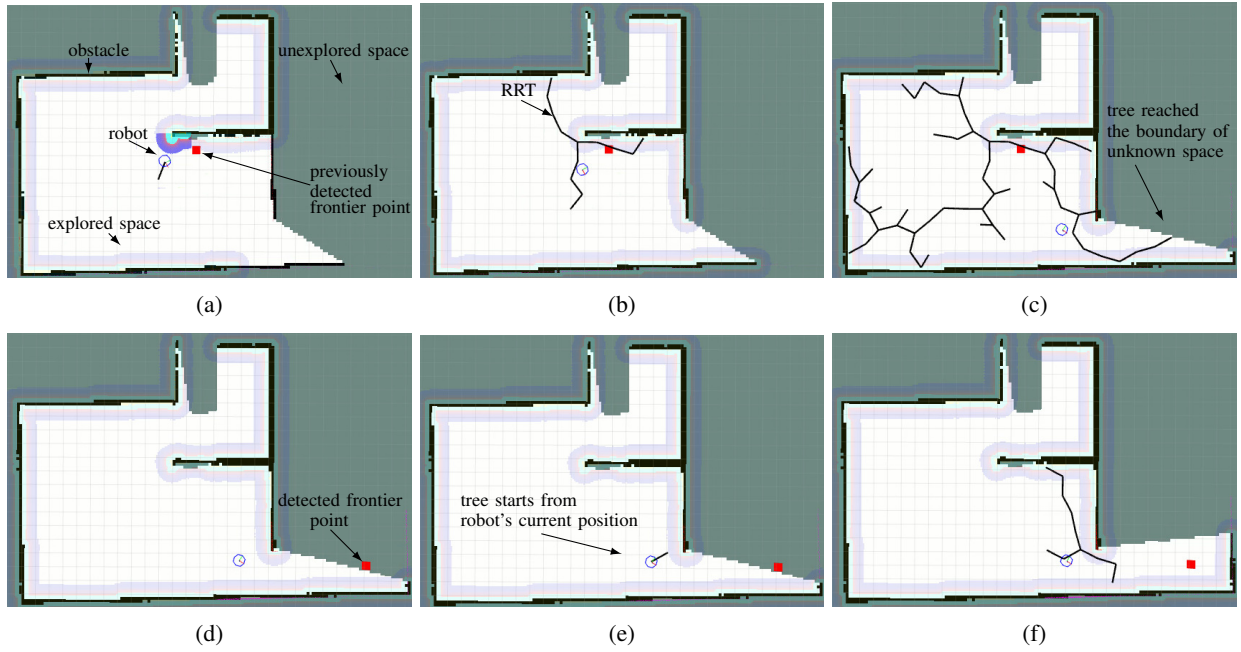 obstacle
unexplored space
robot
previously
detected
frontier point
explored space
(a)
RRT
(b)
tree reached
the boundary of
unknown space
(c)
detected frontier
point
(d)
tree starts from
robot's current position
(e)
(f)